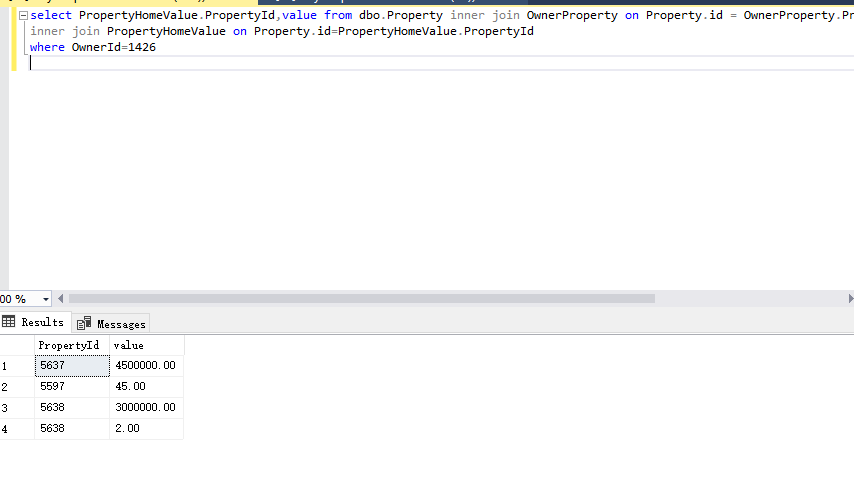 select PropertyHomeValue.PropertyId,value from dbo.Property inner join OwnerProperty on Property.id = OwnerProperty.Pr
inner join PropertyHomeValue on Property.id=PropertyHomeValue.PropertyId
where OwnerId=1426
00 %
Results Messages
PropertyId value
1 5637 4500000.00
2 5597 45.00
3 5638 3000000.00
4 5638 2.00